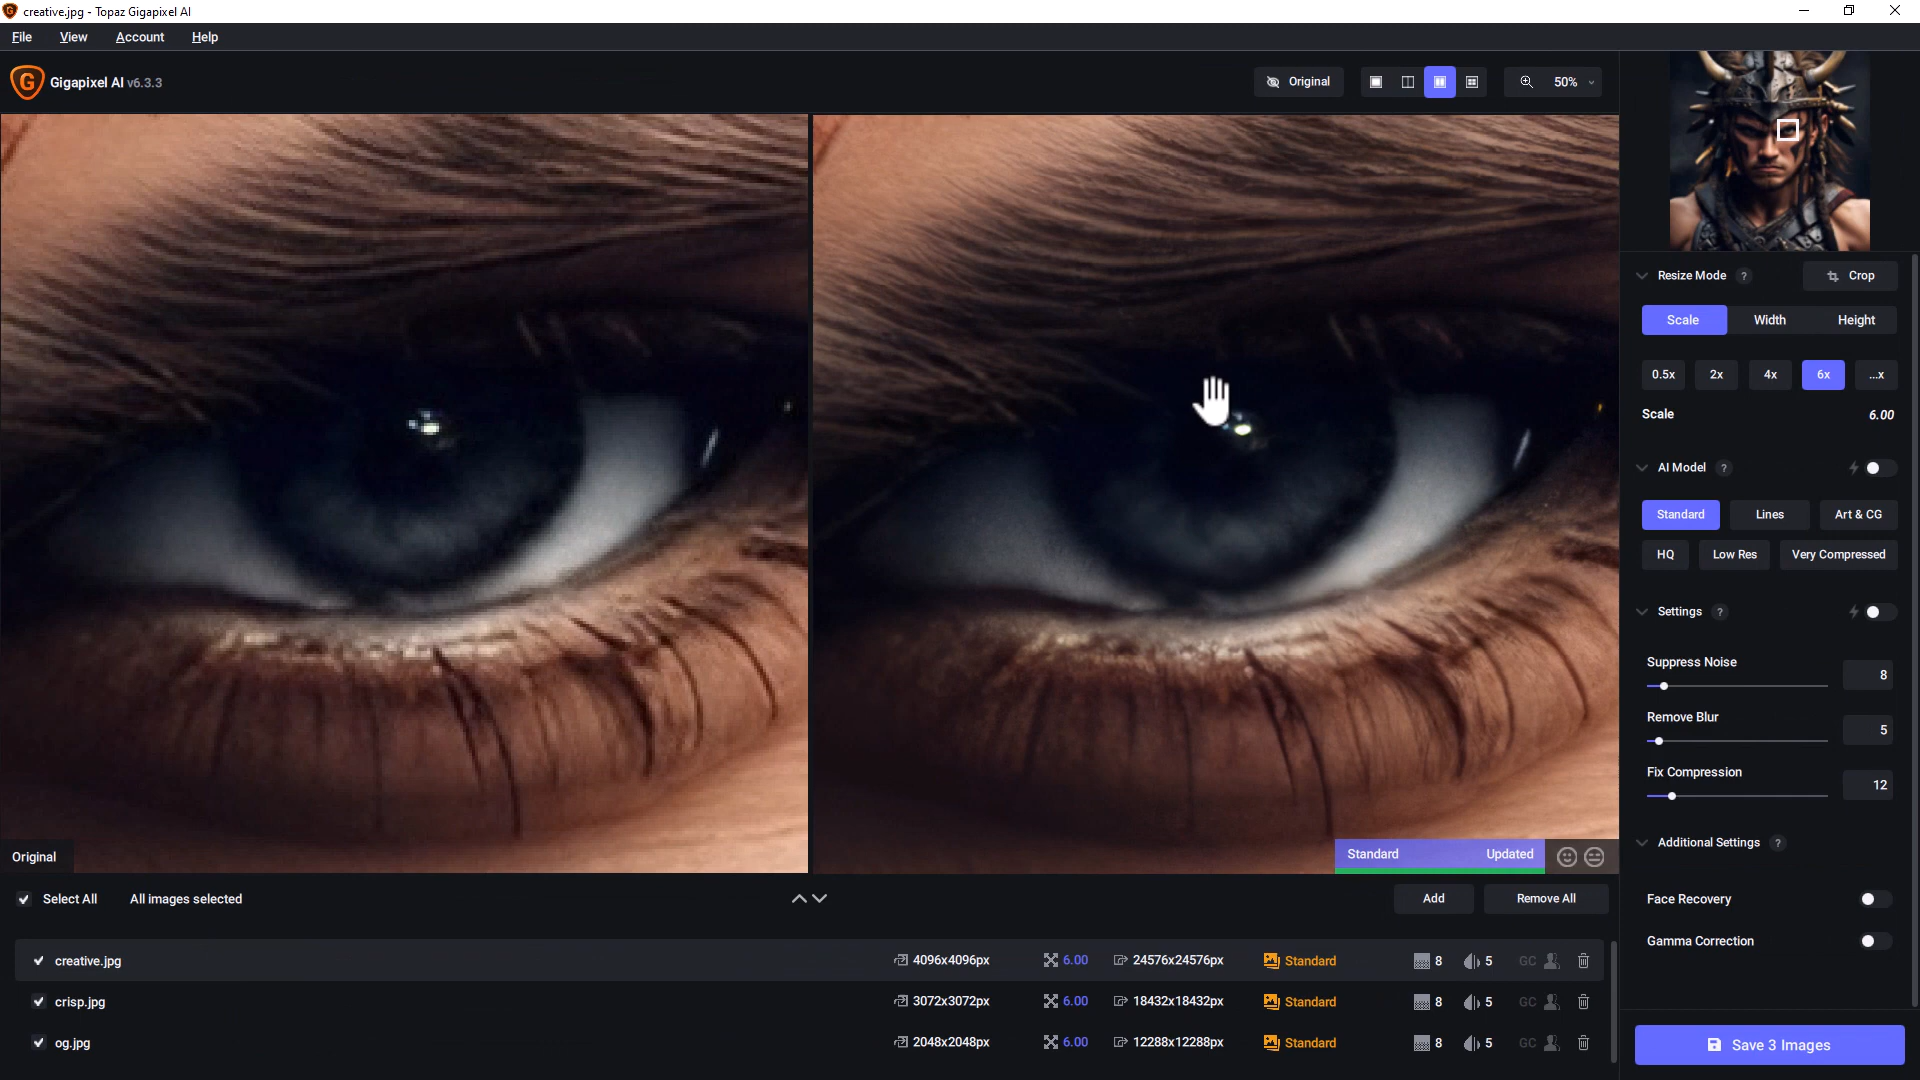 creative.jpg - Topaz Gigapixel AI
File View Account Help
Gigapixel AI v6.3.3
Original
50%
Resize Mode ?
Crop
Scale Width Height
0.5x 2x 4x 6x ...x
Scale 6.00
AI Model ?
Standard Lines Art & CG
HQ Low Res Very Compressed
Settings ?
Suppress Noise 8
Remove Blur 5
Fix Compression 12
Additional Settings ?
Face Recovery
Gamma Correction
Save 3 Images
Original
Standard Updated
Select All All images selected Add Remove All
creative.jpg 4096x4096px 6.00 24576x24576px Standard 8 5 GC
crisp.jpg 3072x3072px 6.00 18432x18432px Standard 8 5 GC
og.jpg 2048x2048px 6.00 12288x12288px Standard 8 5 GC